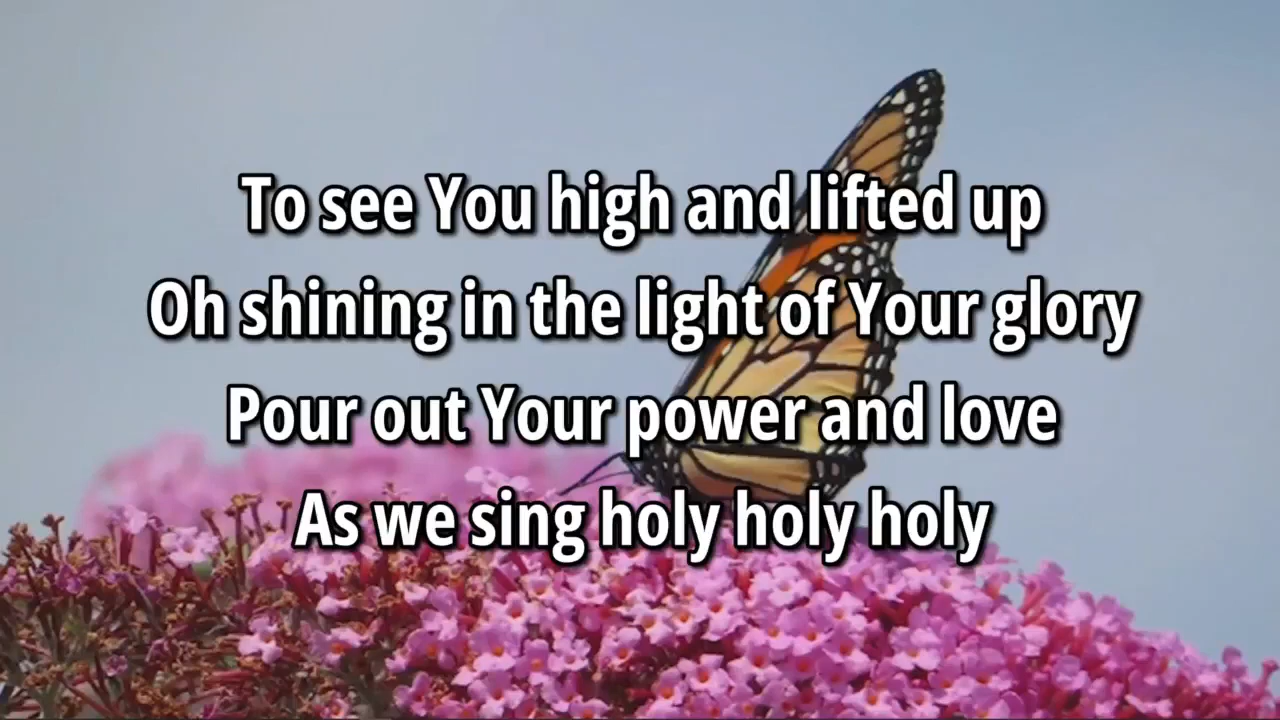 To see You high and lifted up
Oh shining in the light of Your glory
Pour out Your power and love
As we sing holy holy holy